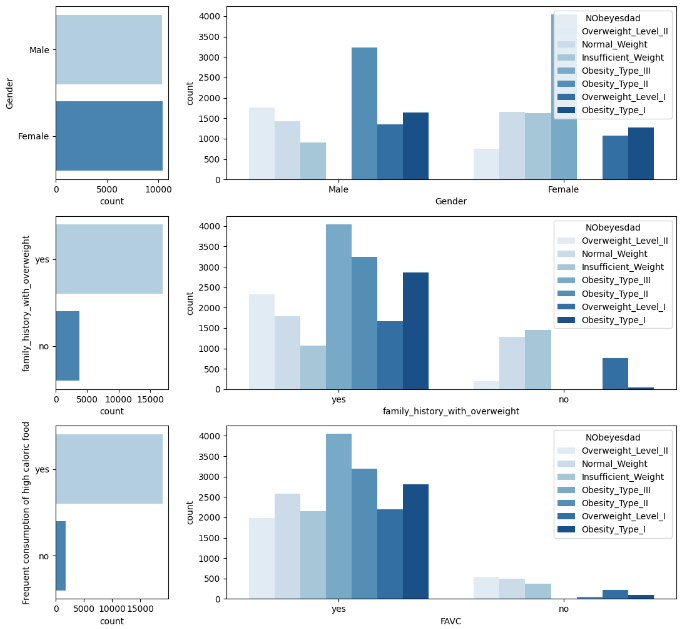 Gender
Male
Female
0 5000 10000
count
count
4000
3500
3000
2500
2000
1500
1000
500
0
Male Female
Gender
NObeyesdad
Overweight_Level_II
Normal_Weight
Insufficient_Weight
Obesity_Type_III
Obesity_Type_II
Overweight_Level_I
Obesity_Type_I
family_history_with_overweight
yes
no
0 5000 10000 15000
count
count
4000
3500
3000
2500
2000
1500
1000
500
0
yes no
family_history_with_overweight
NObeyesdad
Overweight_Level_II
Normal_Weight
Insufficient_Weight
Obesity_Type_III
Obesity_Type_II
Overweight_Level_I
Obesity_Type_I
Frequent consumption of high caloric food
yes
no
0 5000 10000 15000
count
count
4000
3500
3000
2500
2000
1500
1000
500
0
yes no
FAVC
NObeyesdad
Overweight_Level_II
Normal_Weight
Insufficient_Weight
Obesity_Type_III
Obesity_Type_II
Overweight_Level_I
Obesity_Type_I